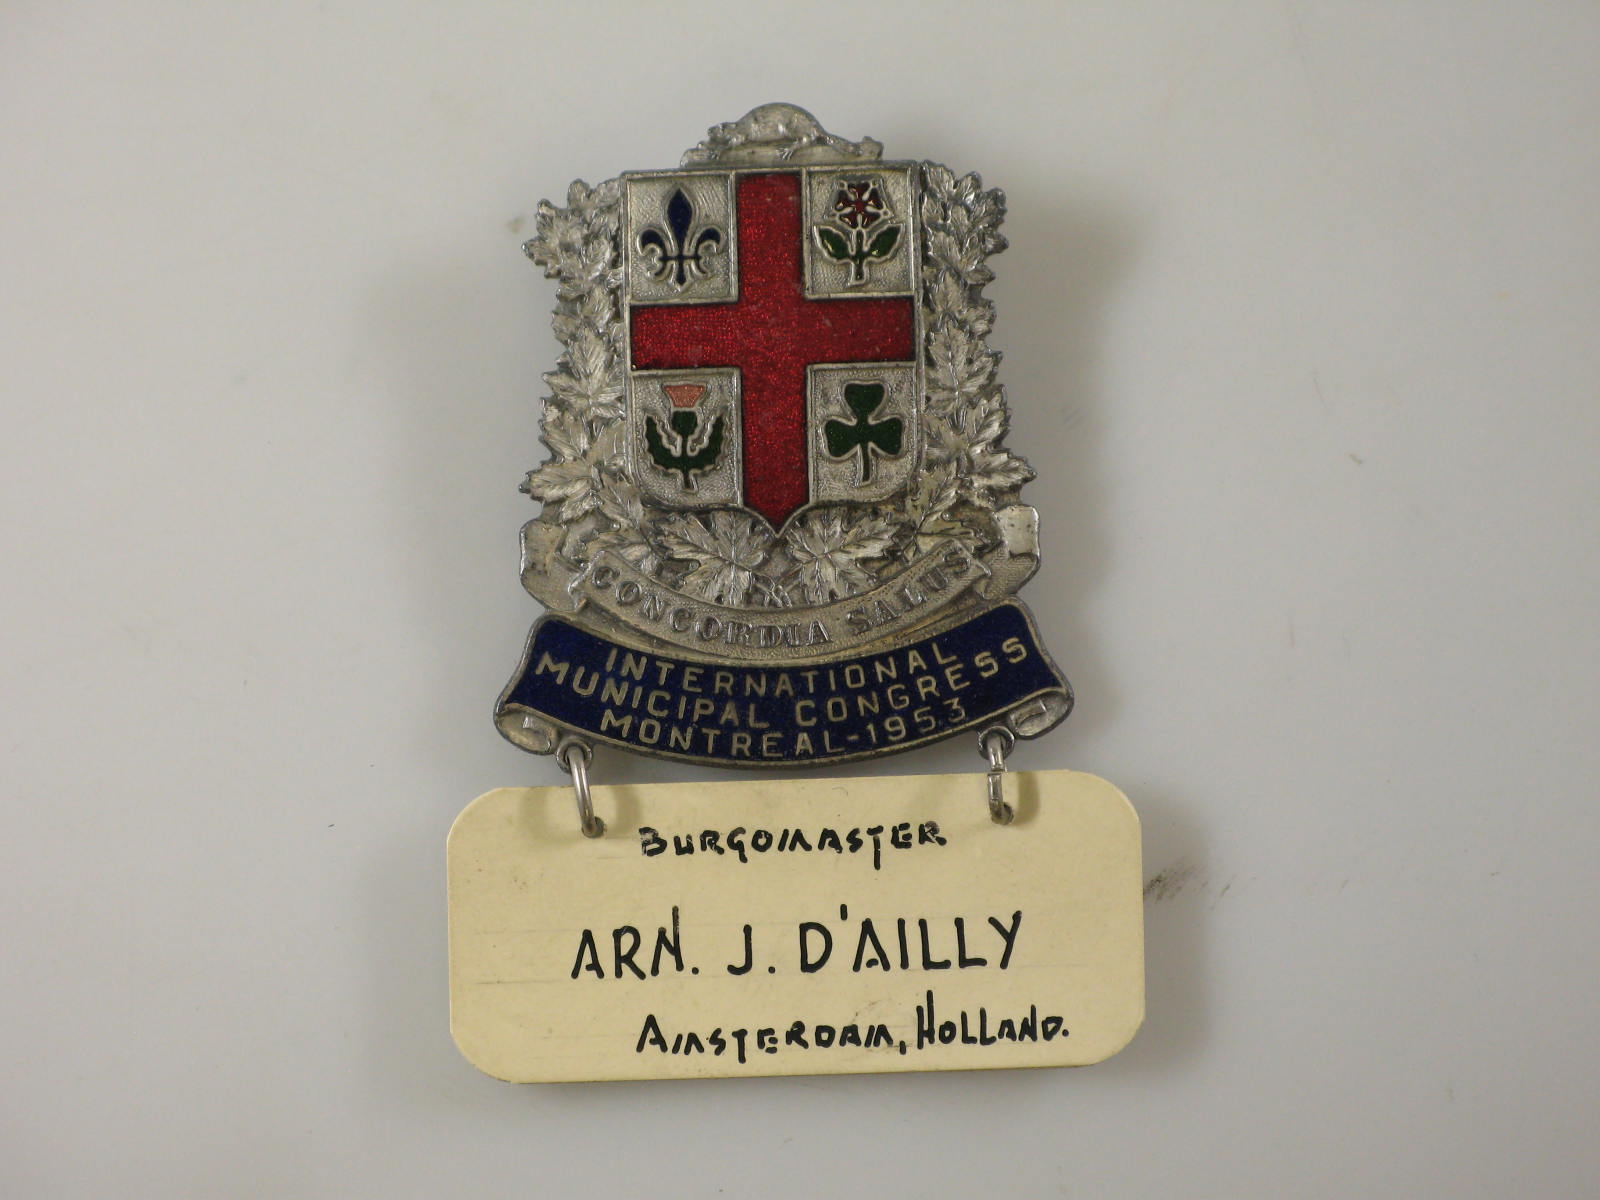 CONCORDIA SALUS
INTERNATIONAL
MUNICIPAL CONGRESS
MONTREAL-1953
BURGOMASTER
ARN. J. D'AILLY
AMSTERDAM, HOLLAND.